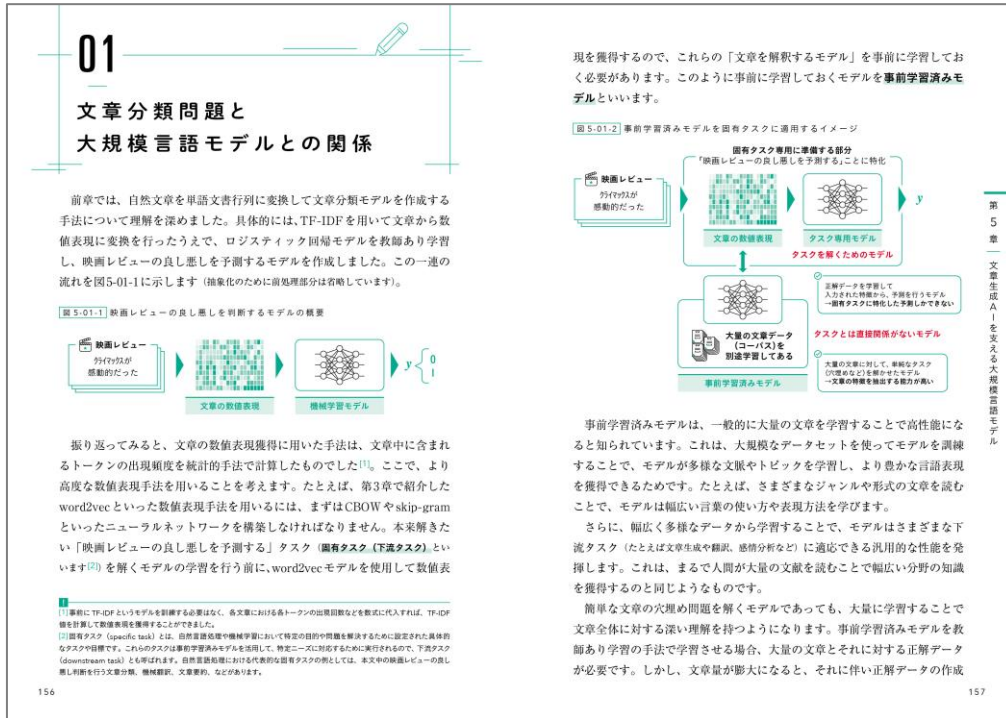 01
文章分類問題と
大規模言語モデルとの関係
前章では、自然文章を単語文書行列に変換して文章分類モデルを作成する
手法について理解を深めました。具体的には、TF-IDFを用いて文章から数
値表現に変換を行ったうえで、ロジスティック回帰モデルを教師あり学習
し、映画レビューの良し悪しを予測するモデルを作成しました。この一連の
流れを図5-01-1に示します（抽象化のために前処理部分は省略しています）。
図5-01-1 映画レビューの良し悪しを判断するモデルの概要
映画レビュー
クライマックスが
感動的だった
文章の数値表現
機械学習モデル
y
0
1
振り返ってみると、文章の数値表現獲得に用いた手法は、文章中に含まれ
るトークンの出現頻度を統計的手法で計算したものでした[1]。ここで、より
高度な数値表現手法を用いることを考えます。たとえば、第3章で紹介した
word2vecといった数値表現手法を用いるには、まずはCBOWやskip-gram
といったニューラルネットワークを構築しなければなりません。本来解きた
い「映画レビューの良し悪しを予測する」タスク（固有タスク（下流タスク）とい
います[2]）を解くモデルの学習を行う前に、word2vecモデルを使用して数値表
!
[1]事前にTF-IDFというモデルを訓練する必要はなく、各文章における各トークンの出現回数などを数式に代入すれば、TF-IDF
値を計算して数値表現を獲得することができました。
[2]固有タスク（specific task）とは、自然言語処理や機械学習において特定の目的や問題を解決するために設定された具体的
なタスクや目標です。これらのタスクは事前学習済みモデルを活用して、特定ニーズに対応するために実行されるので、下流タスク
（downstream task）とも呼ばれます。自然言語処理における代表的な固有タスクの例としては、本文中の映画レビューの良し
悪し判断を行う文章分類、機械翻訳、文章要約、などがあります。
156
現を獲得するので、これらの「文章を解釈するモデル」を事前に学習してお
く必要があります。このように事前に学習しておくモデルを事前学習済みモ
デルといいます。
図5-01-2 事前学習済みモデルを固有タスクに適用するイメージ
固有タスク専用に準備する部分
「映画レビューの良し悪しを予測する」ことに特化
映画レビュー
クライマックスが
感動的だった
文章の数値表現
タスク専用モデル
y
タスクを解くためのモデル
正解データを学習して
入力された特徴から、予測を行うモデル
→固有タスクに特化した予測しかできない
大量の文章データ
（コーパス）を
別途学習してある
タスクとは直接関係がないモデル
事前学習済みモデル
大量の文章に対して、単純なタスク
（穴埋めなど）を解かせたモデル
→文章の特徴を抽出する能力が高い
事前学習済みモデルは、一般的に大量の文章を学習することで高性能にな
ると知られています。これは、大規模なデータセットを使ってモデルを訓練
することで、モデルが多様な文脈やトピックを学習し、より豊かな言語表現
を獲得できるためです。たとえば、さまざまなジャンルや形式の文章を読む
ことで、モデルは幅広い言葉の使い方や表現方法を学びます。
さらに、幅広く多様なデータから学習することで、モデルはさまざまな下
流タスク（たとえば文章生成や翻訳、感情分析など）に適応できる汎用的な性能を発
揮します。これは、まるで人間が大量の文献を読むことで幅広い分野の知識
を獲得するのと同じようなものです。
簡単な文章の穴埋め問題を解くモデルであっても、大量に学習することで
文章全体に対する深い理解を持つようになります。事前学習済みモデルを教
師あり学習の手法で学習させる場合、大量の文章とそれに対する正解データ
が必要です。しかし、文章量が膨大になると、それに伴い正解データの作成
第5章 文章生成AIを支える大規模言語モデル
157